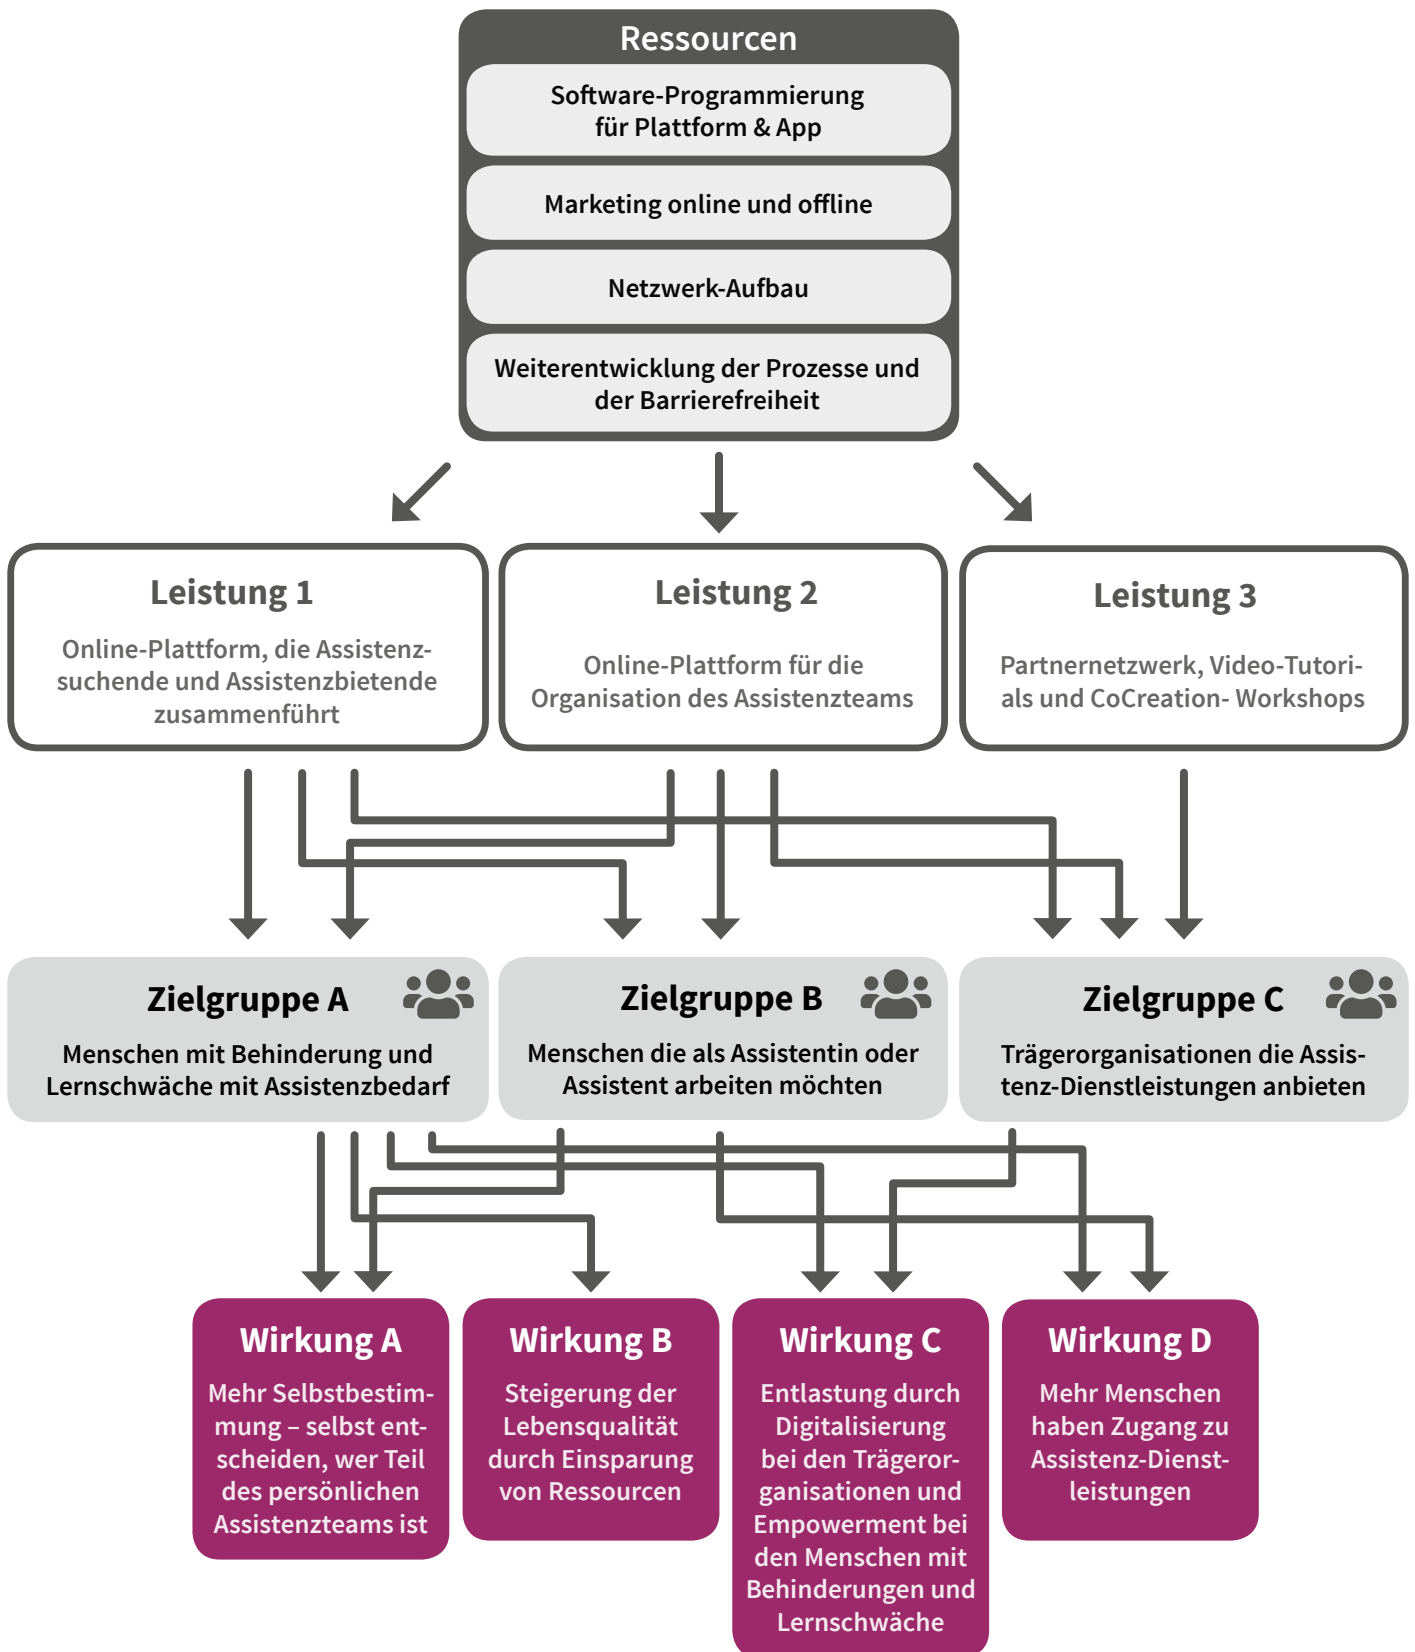 Ressourcen
Software-Programmierung
für Plattform & App
Marketing online und offline
Netzwerk-Aufbau
Weiterentwicklung der Prozesse und
der Barrierefreiheit
Leistung 1
Online-Plattform, die Assistenz-
suchende und Assistenzbietende
zusammenführt
Leistung 2
Online-Plattform für die
Organisation des Assistenzteams
Leistung 3
Partnernetzwerk, Video-Tutori-
als und CoCreation- Workshops
Zielgruppe A
Menschen mit Behinderung und
Lernschwäche mit Assistenzbedarf
Zielgruppe B
Menschen die als Assistentin oder
Assistent arbeiten möchten
Zielgruppe C
Trägerorganisationen die Assis-
tenz-Dienstleistungen anbieten
Wirkung A
Mehr Selbstbestim-
mung – selbst ent-
scheiden, wer Teil
des persönlichen
Assistenzteams ist
Wirkung B
Steigerung der
Lebensqualität
durch Einsparung
von Ressourcen
Wirkung C
Entlastung durch
Digitalisierung
bei den Trägeror-
ganisationen und
Empowerment bei
den Menschen mit
Behinderungen und
Lernschwäche
Wirkung D
Mehr Menschen
haben Zugang zu
Assistenz-Dienst-
leistungen